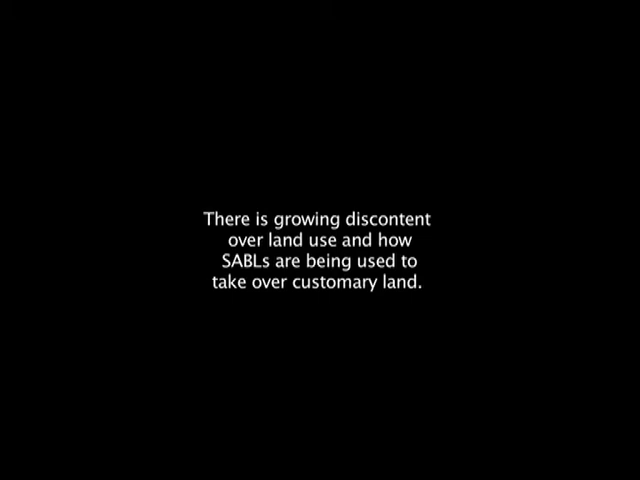 There is growing discontent
over land use and how
SABLs are being used to
take over customary land.